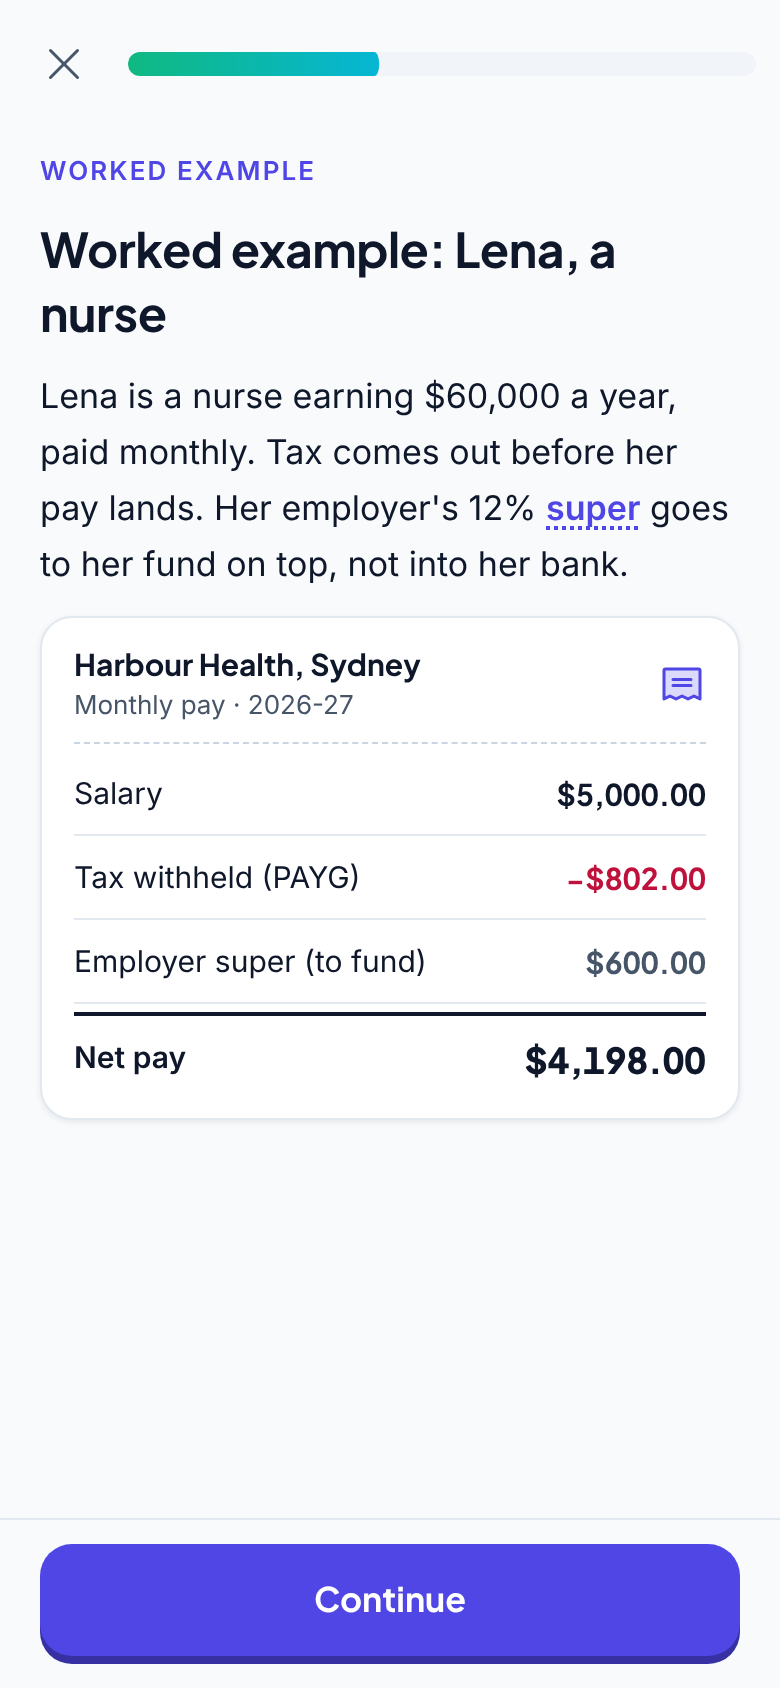 WORKED EXAMPLE
Worked example: Lena, a
nurse
Lena is a nurse earning $60,000 a year,
paid monthly. Tax comes out before her
pay lands. Her employer's 12% super goes
to her fund on top, not into her bank.
Harbour Health, Sydney
Monthly pay · 2026-27
Salary $5,000.00
Tax withheld (PAYG) −$802.00
Employer super (to fund) $600.00
Net pay $4,198.00
Continue